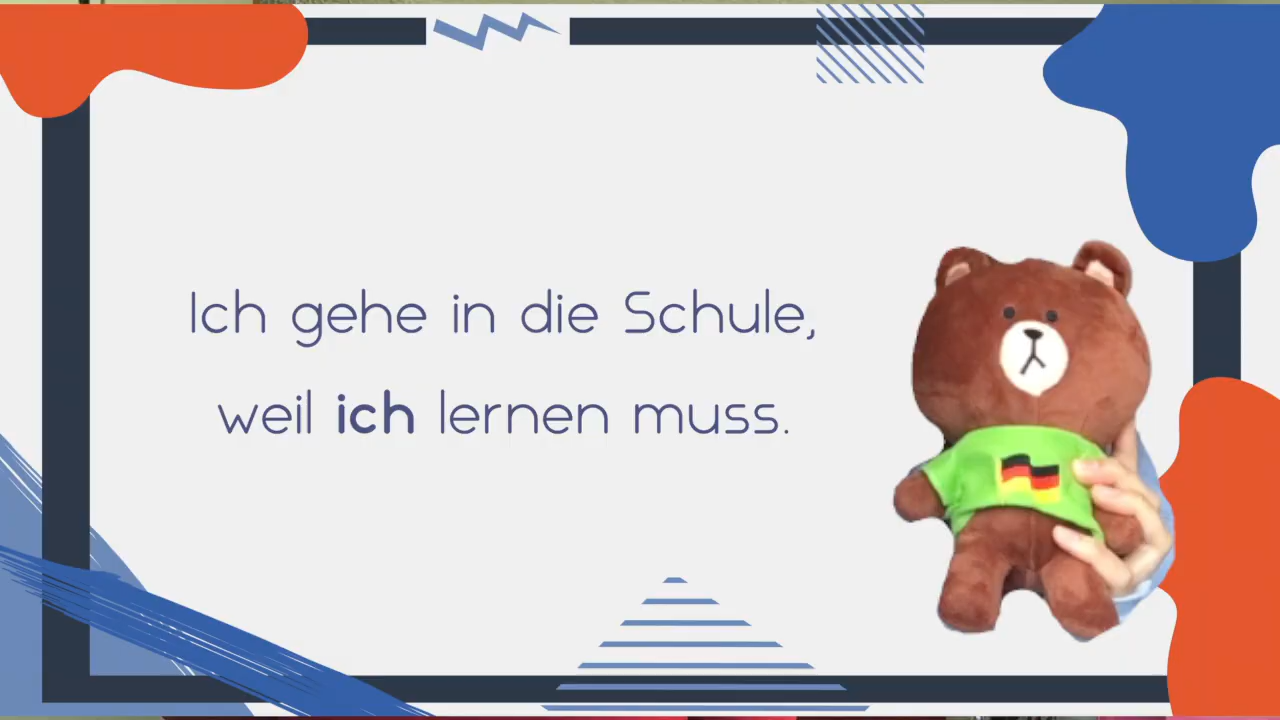 Ich gehe in die Schule,
weil ich lernen muss.